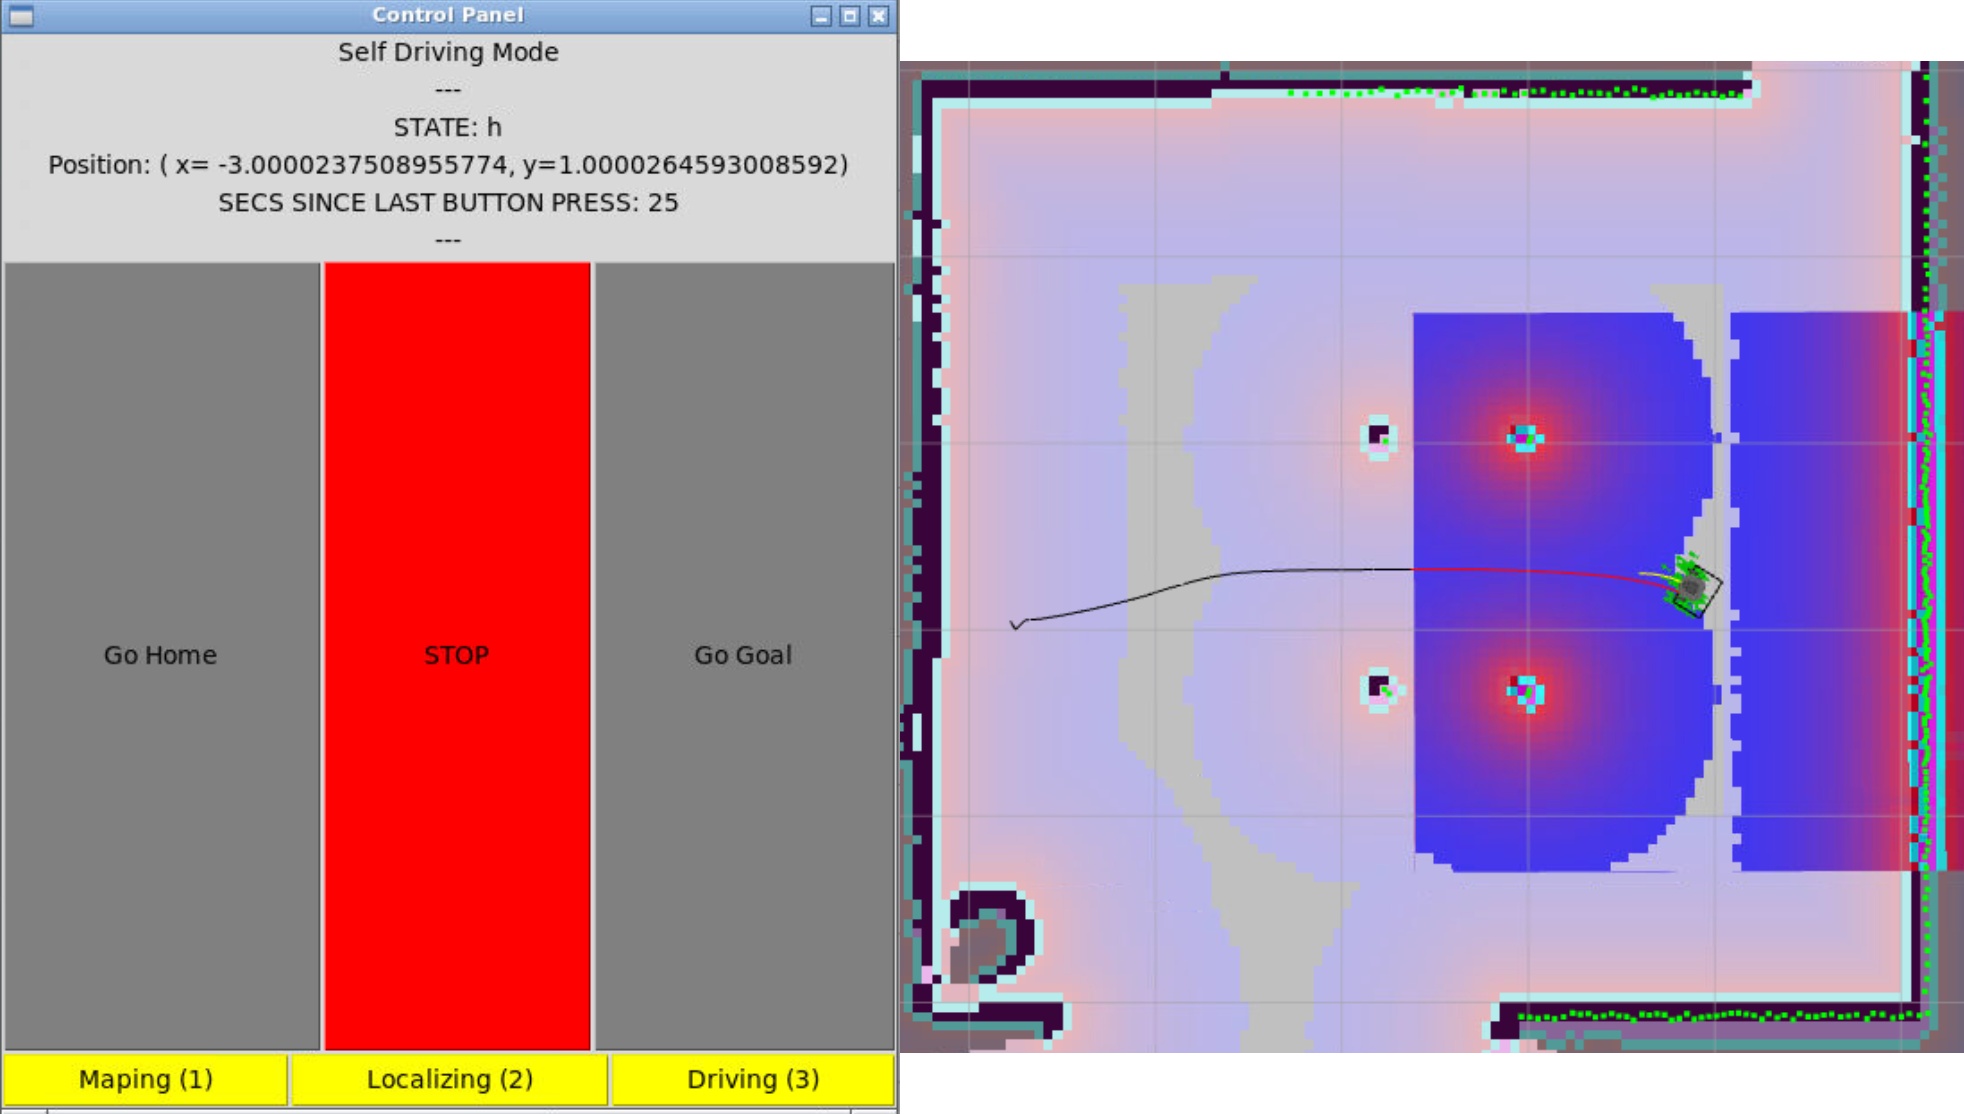 Control Panel
Self Driving Mode
---
STATE: h
Position: ( x= -3.0000237508955774, y=1.0000264593008592)
SECS SINCE LAST BUTTON PRESS: 25
---
Go Home
STOP
Go Goal
Maping (1)
Localizing (2)
Driving (3)